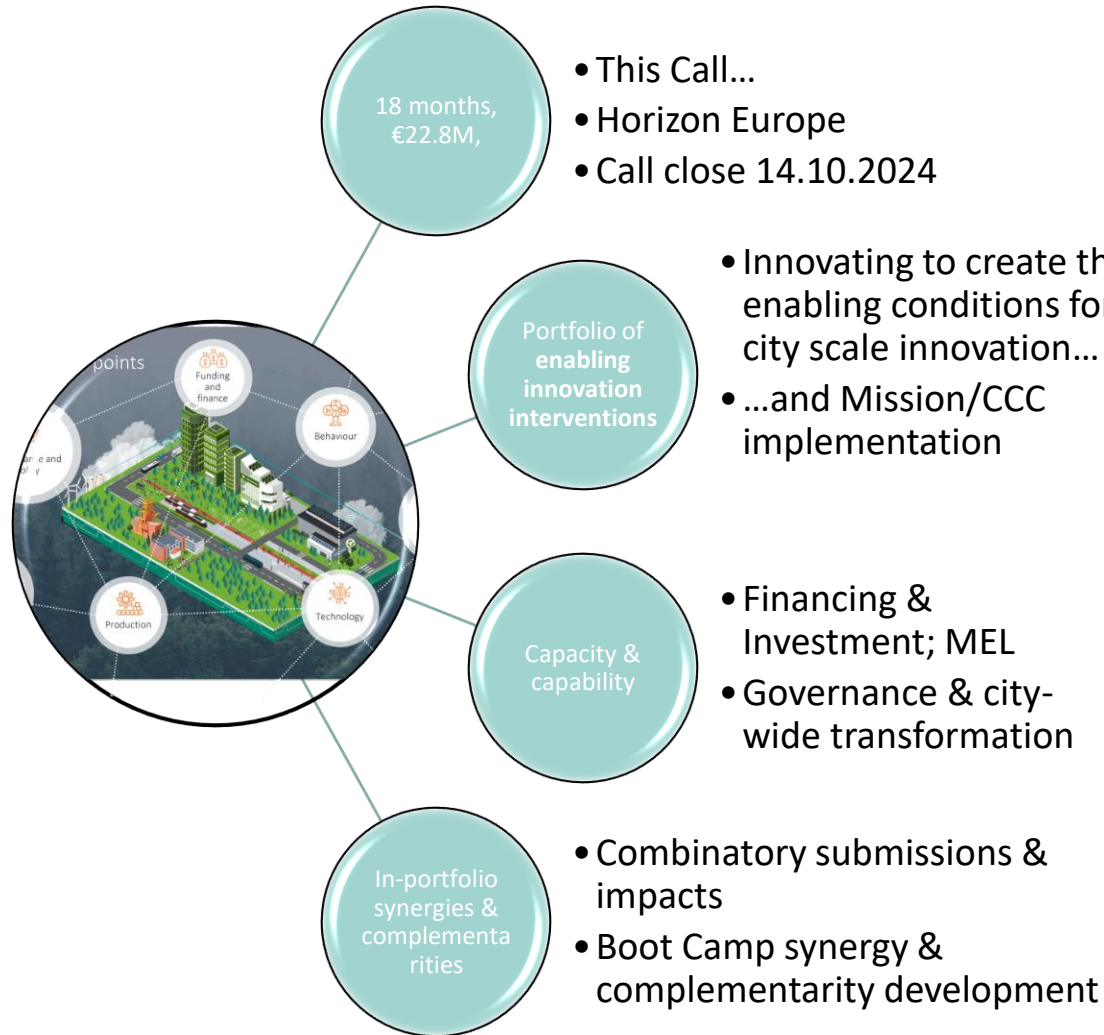 18 months,
€22.8M,
• This Call…
• Horizon Europe
• Call close 14.10.2024
Portfolio of
enabling
innovation
interventions
• Innovating to create th
enabling conditions for
city scale innovation…
• …and Mission/CCC
implementation
points
Funding
and
finance
Behaviour
and
Production
Technology
Capacity &
capability
• Financing &
Investment; MEL
• Governance & city-
wide transformation
In-portfolio
synergies &
complementa
rities
• Combinatory submissions &
impacts
• Boot Camp synergy &
complementarity development